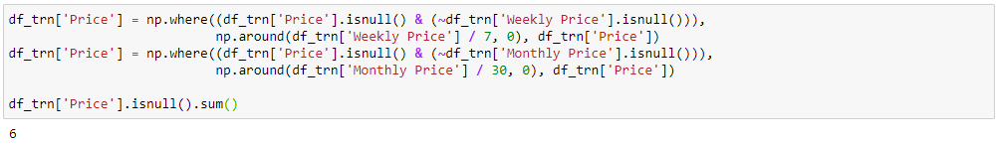 df_trn['Price'] = np.where((df_trn['Price'].isnull() & (~df_trn['Weekly Price'].isnull())),
np.around(df_trn['Weekly Price'] / 7, 0), df_trn['Price'])
df_trn['Price'] = np.where((df_trn['Price'].isnull() & (~df_trn['Monthly Price'].isnull())),
np.around(df_trn['Monthly Price'] / 30, 0), df_trn['Price'])
df_trn['Price'].isnull().sum()
6